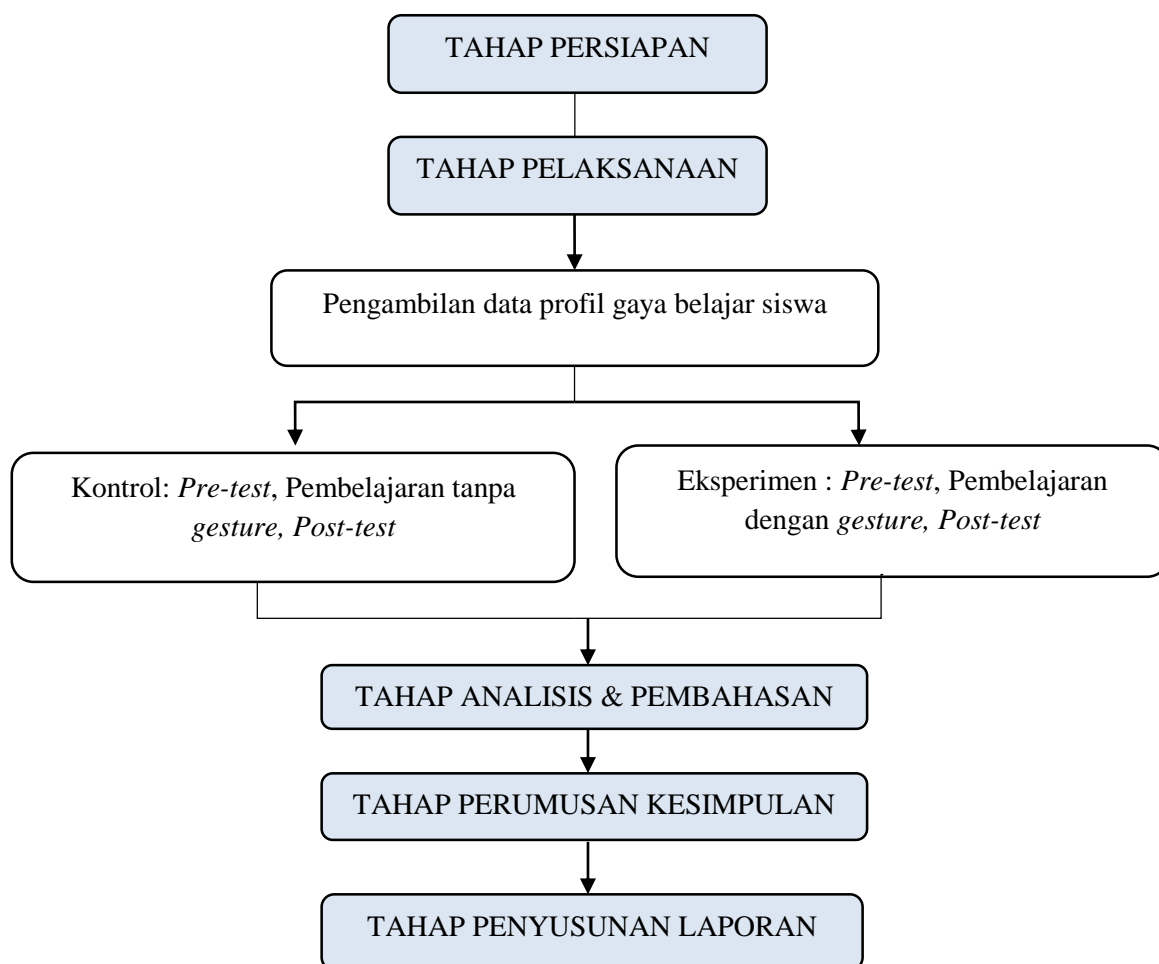 TAHAP PERSIAPAN
TAHAP PELAKSANAAN
Pengambilan data profil gaya belajar siswa
Kontrol: Pre-test, Pembelajaran tanpa
gesture, Post-test
Eksperimen : Pre-test, Pembelajaran
dengan gesture, Post-test
TAHAP ANALISIS & PEMBAHASAN
TAHAP PERUMUSAN KESIMPULAN
TAHAP PENYUSUNAN LAPORAN